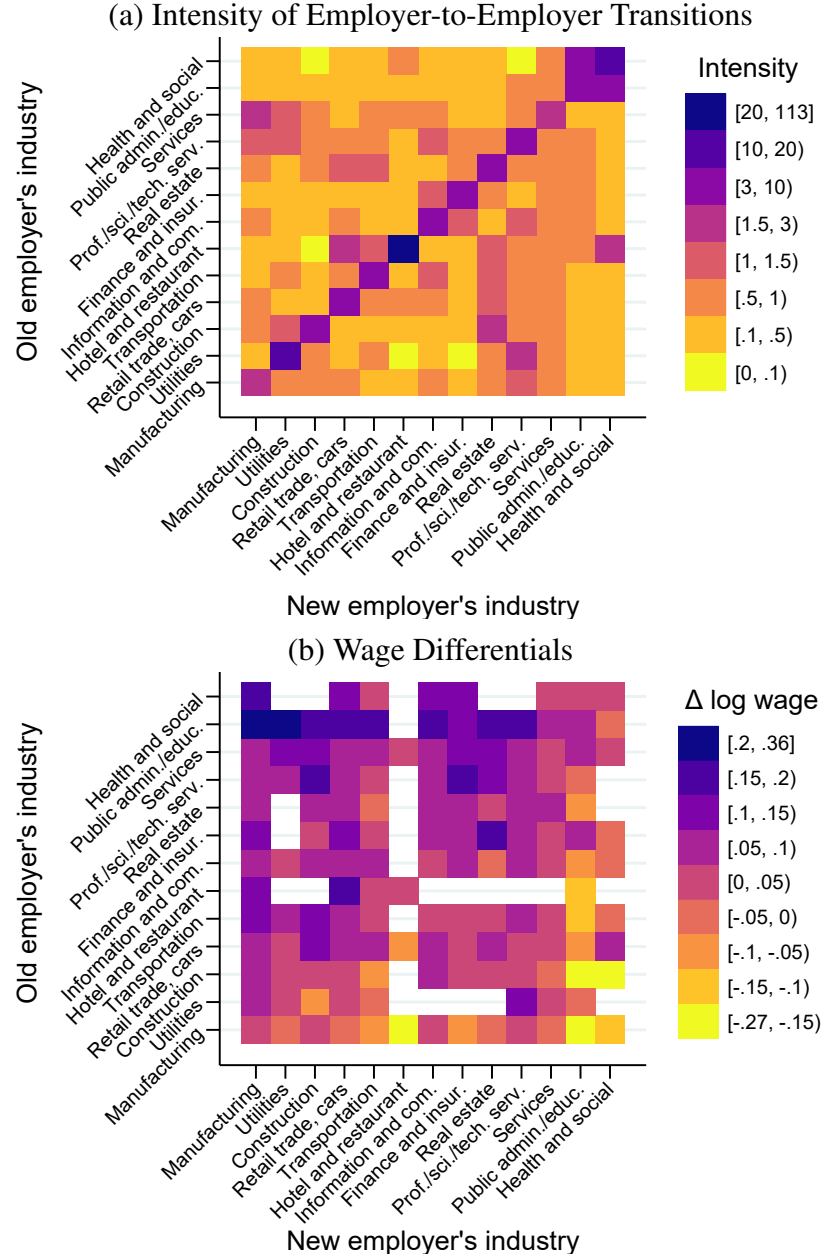 (a) Intensity of Employer-to-Employer Transitions
Old employer's industry
Health and social
Public admin./educ.
Services
Prof./sci./tech. serv.
Real estate
Finance and insur.
Information and com.
Hotel and restaurant
Transportation
Retail trade, cars
Construction
Utilities
Manufacturing
Manufacturing
Utilities
Construction
Retail trade, cars
Transportation
Hotel and restaurant
Information and com.
Finance and insur.
Real estate
Prof./sci./tech. serv.
Services
Public admin./educ.
Health and social
New employer's industry
Intensity
[20, 113]
[10, 20)
[3, 10)
[1.5, 3)
[1, 1.5)
[.5, 1)
[.1, .5)
[0, .1)
(b) Wage Differentials
Old employer's industry
Health and social
Public admin./educ.
Services
Prof./sci./tech. serv.
Real estate
Finance and insur.
Information and com.
Hotel and restaurant
Transportation
Retail trade, cars
Construction
Utilities
Manufacturing
Manufacturing
Utilities
Construction
Retail trade, cars
Transportation
Hotel and restaurant
Information and com.
Finance and insur.
Real estate
Prof./sci./tech. serv.
Services
Public admin./educ.
Health and social
New employer's industry
Δ log wage
[.2, .36]
[.15, .2)
[.1, .15)
[.05, .1)
[0, .05)
[-.05, 0)
[-.1, -.05)
[-.15, -.1)
[-.27, -.15)